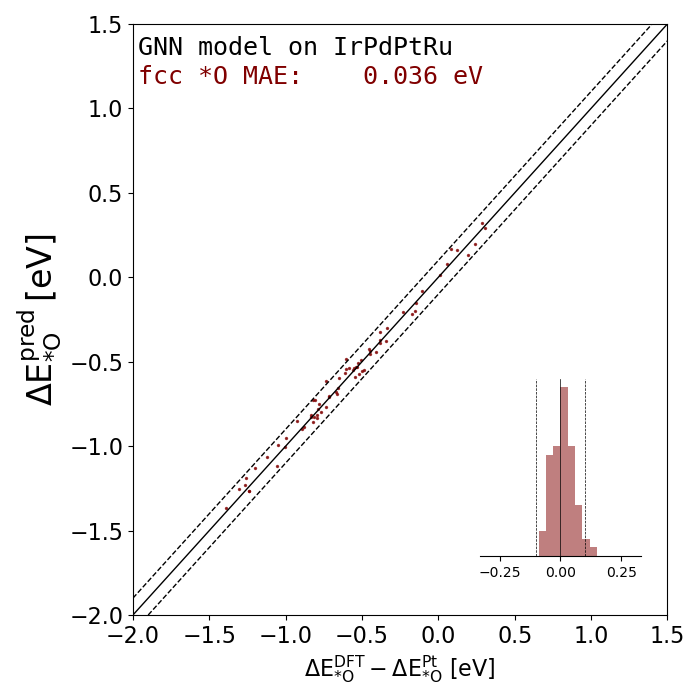 GNN model on IrPdPtRu
fcc *O MAE: 0.036 eV
1.5
1.0
0.5
0.0
−0.5
−1.0
−1.5
−2.0
ΔE*O^pred [eV]
−0.25 0.00 0.25
−2.0 −1.5 −1.0 −0.5 0.0 0.5 1.0 1.5
ΔE*O^DFT − ΔE*O^Pt [eV]